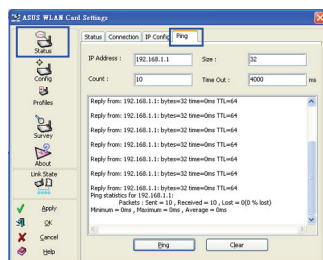 ASUS WLAN Card Settings
Status
Config
Profiles
Survey
About
Link State
Apply
OK
Cancel
Help
Status Connection IP Config Ping
IP Address : 192.168.1.1 Size : 32
Count : 10 Time Out : 4000 ms
Reply from: 192.168.1.1: bytes=32 time=0ms TTL=64
Reply from: 192.168.1.1: bytes=32 time=0ms TTL=64
Reply from: 192.168.1.1: bytes=32 time=0ms TTL=64
Reply from: 192.168.1.1: bytes=32 time=0ms TTL=64
Reply from: 192.168.1.1: bytes=32 time=0ms TTL=64
Reply from: 192.168.1.1: bytes=32 time=0ms TTL=64
Reply from: 192.168.1.1: bytes=32 time=0ms TTL=64
Ping statistics for 192.168.1.1:
Packets : Sent = 10 , Received = 10 , Lost = 0(0 % lost)
Minimum = 0ms , Maximum = 0ms , Average = 0ms
Ping Clear